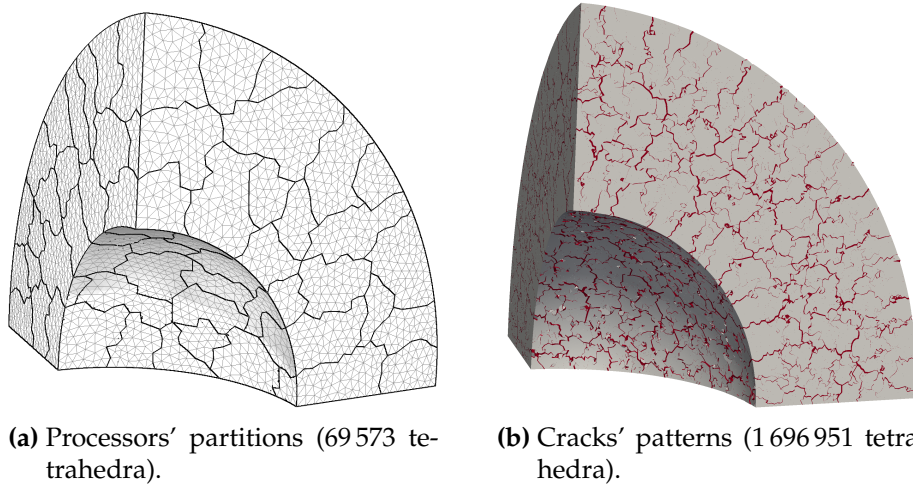 (a) Processors' partitions (69 573 te-
trahedra).
(b) Cracks' patterns (1 696 951 tetra
hedra).